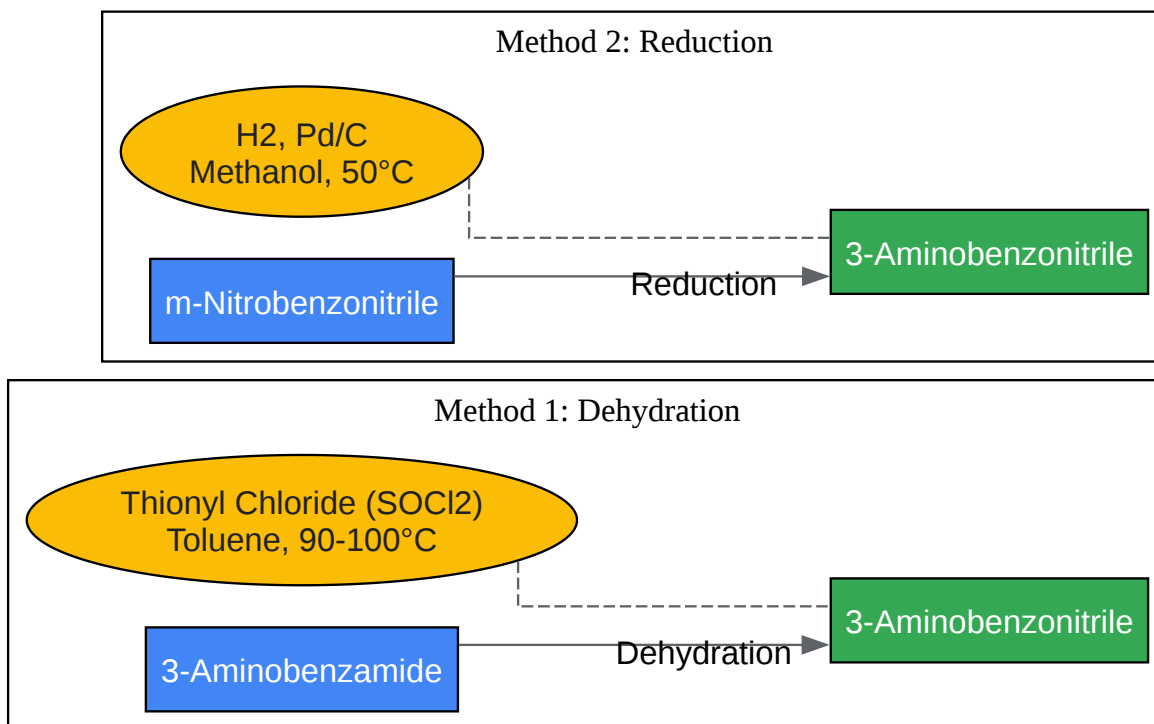 Method 2: Reduction
H2, Pd/C
Methanol, 50°C
3-Aminobenzonitrile
m-Nitrobenzonitrile
Reduction
Method 1: Dehydration
Thionyl Chloride (SOCl2)
Toluene, 90-100°C
3-Aminobenzonitrile
3-Aminobenzamide
Dehydration